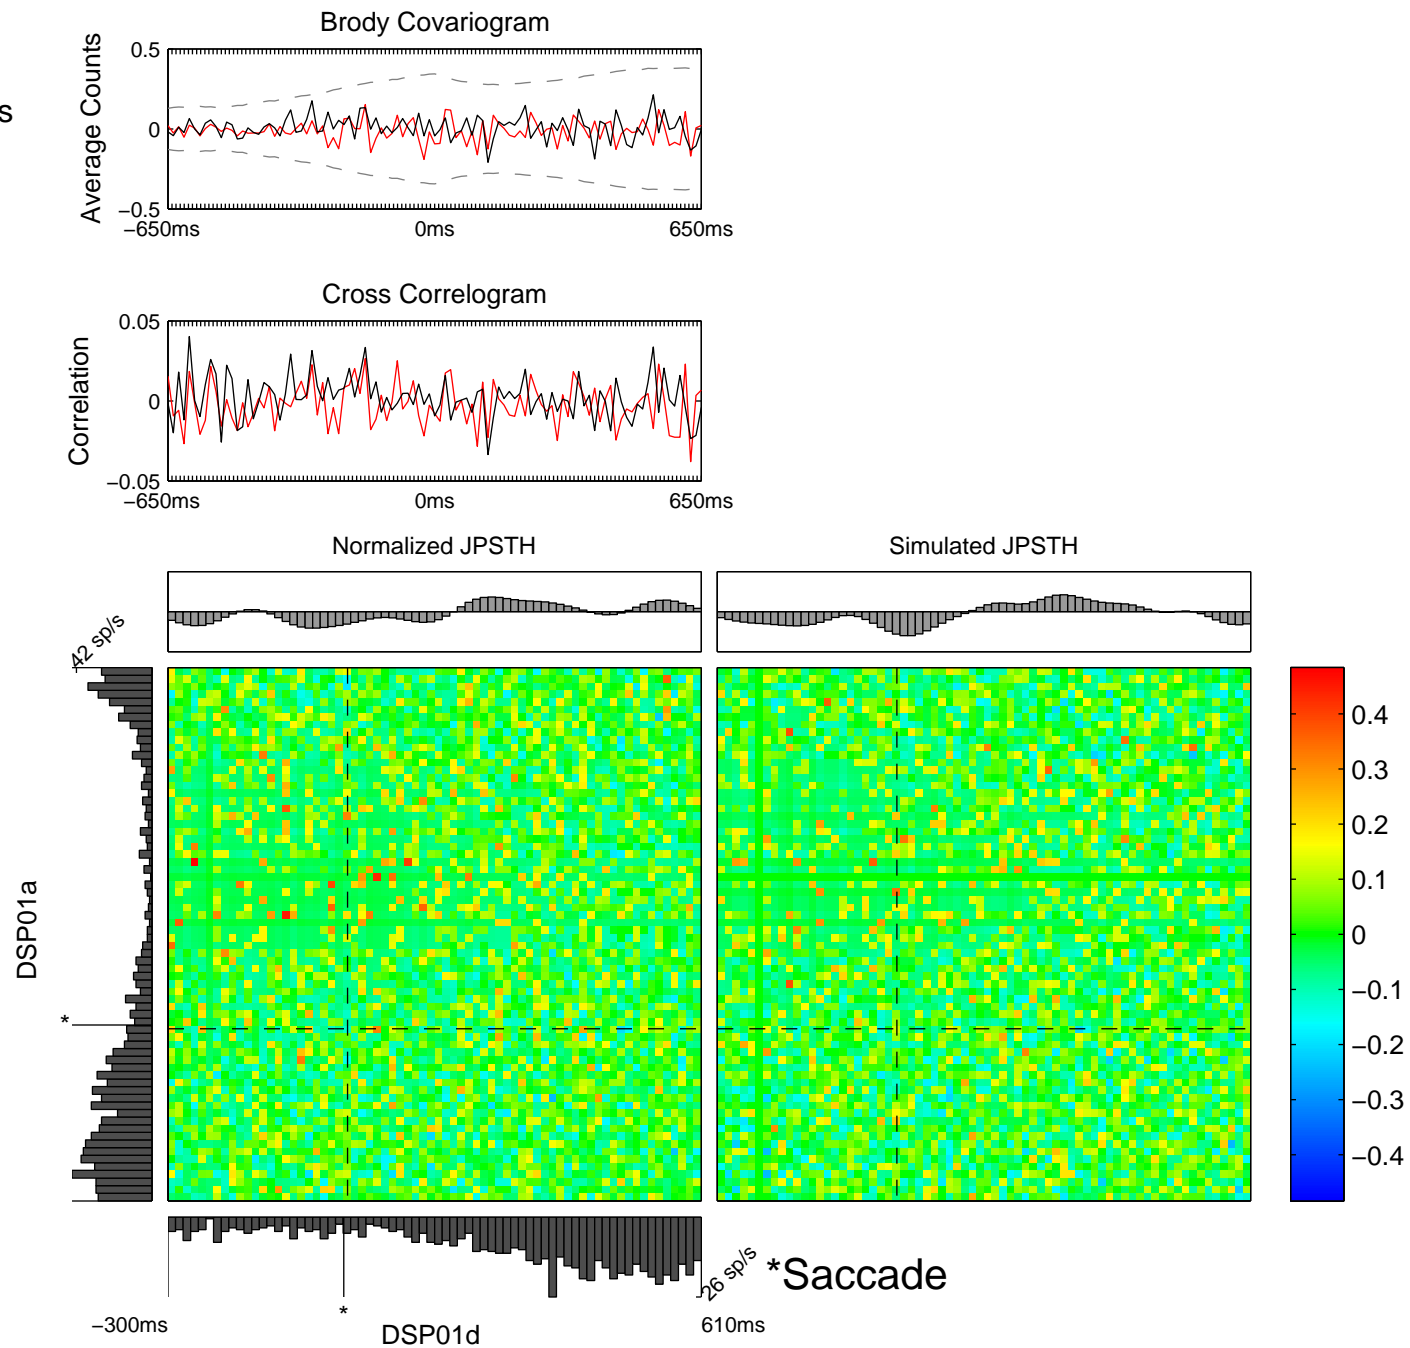 Brody Covariogram
s
Average Counts
0.5
0
−0.5
−650ms
0ms
650ms
Cross Correlogram
Correlation
0.05
0
−0.05
−650ms
0ms
650ms
Normalized JPSTH
Simulated JPSTH
42 sp/s
DSP01a
*
0.4
0.3
0.2
0.1
0
−0.1
−0.2
−0.3
−0.4
26 sp/s
*Saccade
*
−300ms
DSP01d
610ms